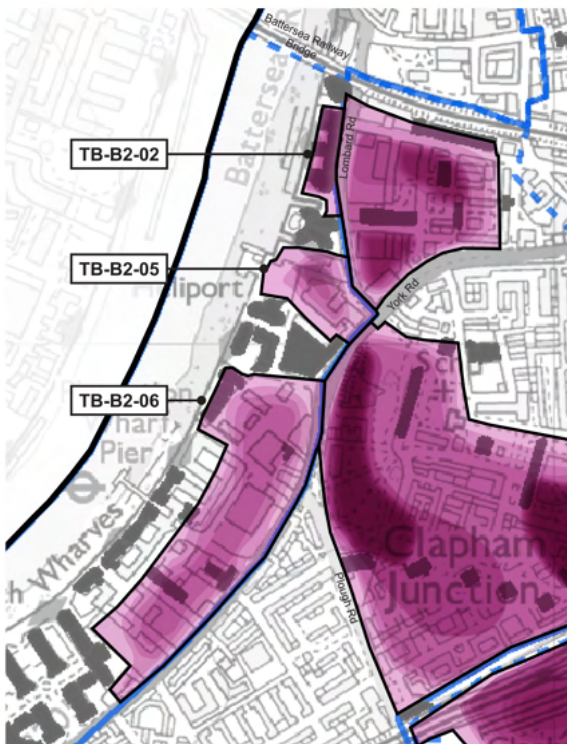 Battersea Railway
Bridge
Battersea
TB-B2-02
Lombard Rd
TB-B2-05
Heliport
York Rd
TB-B2-06
Pier
Wharves
Clapham
Junction
Plough Rd